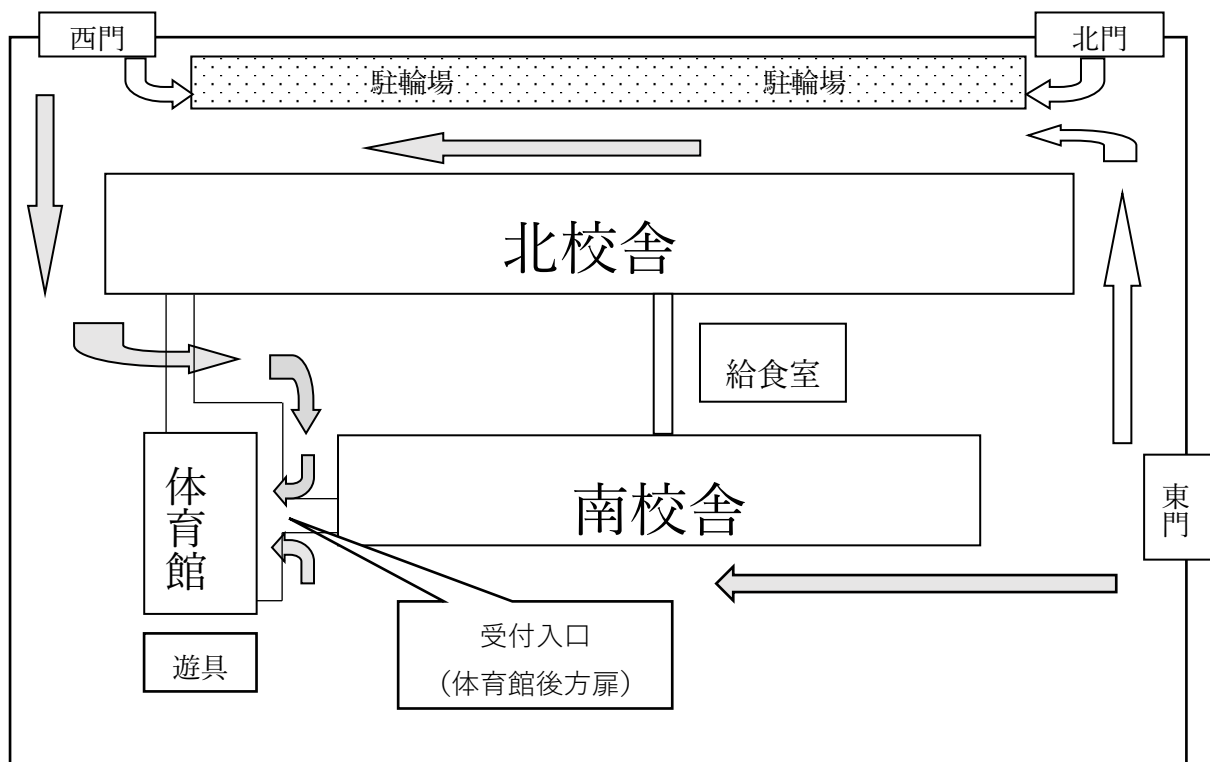 西門
北門
駐輪場
駐輪場
北校舎
給食室
体育館
南校舎
東門
受付入口
（体育館後方扉）
遊具